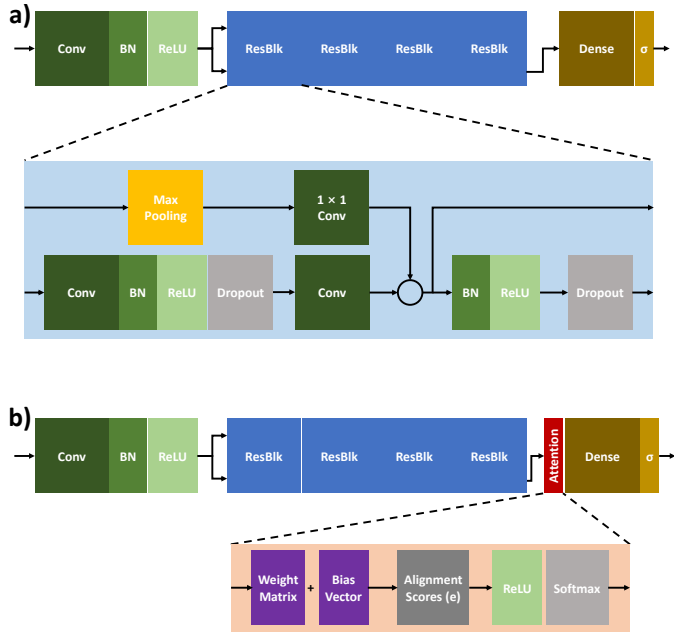 a)
Conv BN ReLU ResBlk ResBlk ResBlk ResBlk Dense σ
Max
Pooling
1 × 1
Conv
Conv BN ReLU Dropout Conv BN ReLU Dropout
b)
Conv BN ReLU ResBlk ResBlk ResBlk ResBlk Attention Dense σ
Weight
Matrix
+
Bias
Vector
Alignment
Scores (e)
ReLU
Softmax